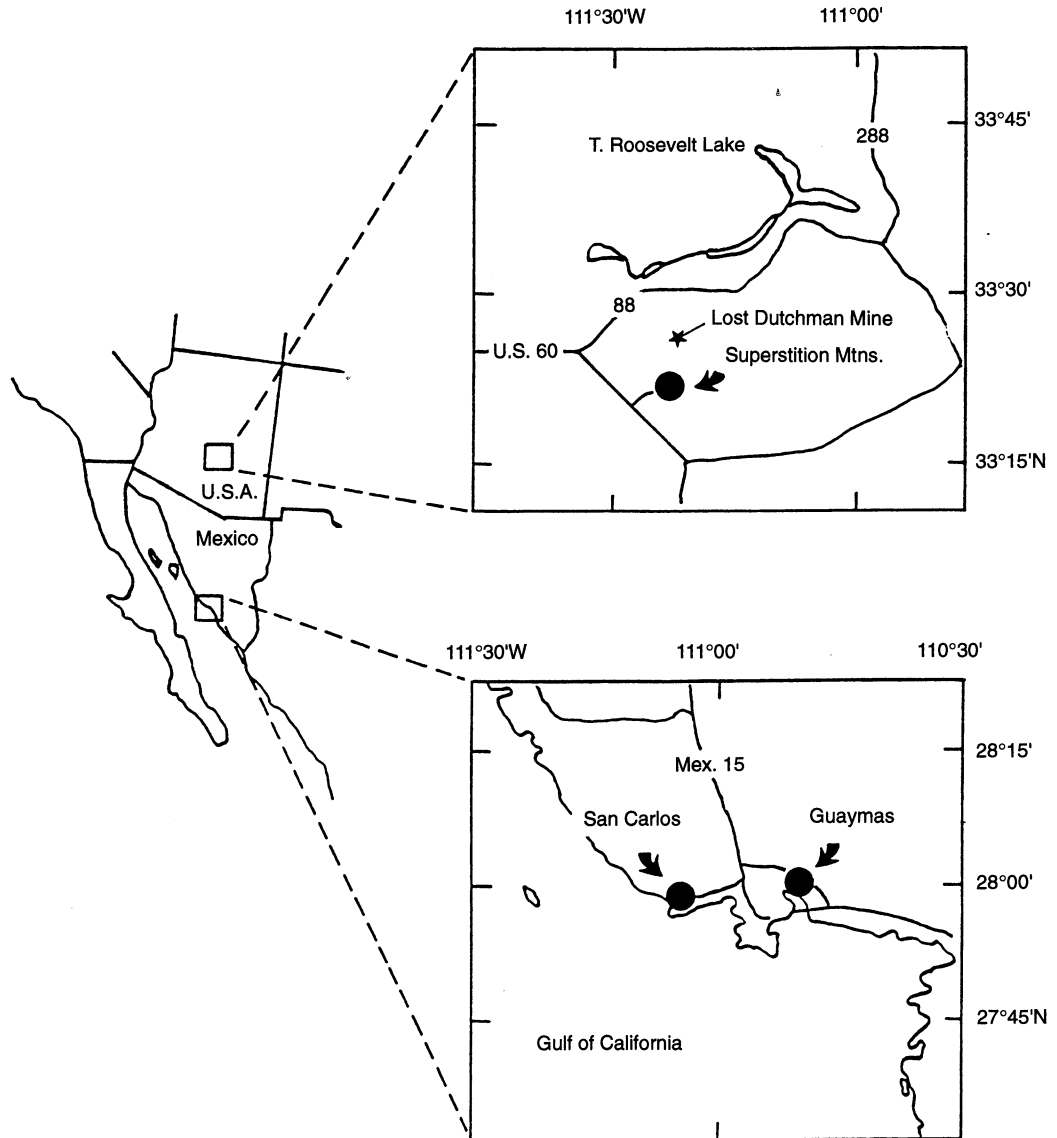 111°30'W
111°00'
33°45'
288
T. Roosevelt Lake
33°30'
88
Lost Dutchman Mine
U.S. 60
Superstition Mtns.
33°15'N
U.S.A.
Mexico
111°30'W
111°00'
110°30'
28°15'
Mex. 15
San Carlos
Guaymas
28°00'
27°45'N
Gulf of California